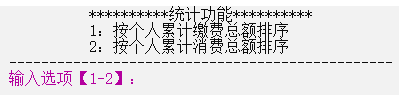 **********统计功能**********
1：按个人累计缴费总额排序
2：按个人累计消费总额排序
------------------------------------------------
输入选项【1-2】：